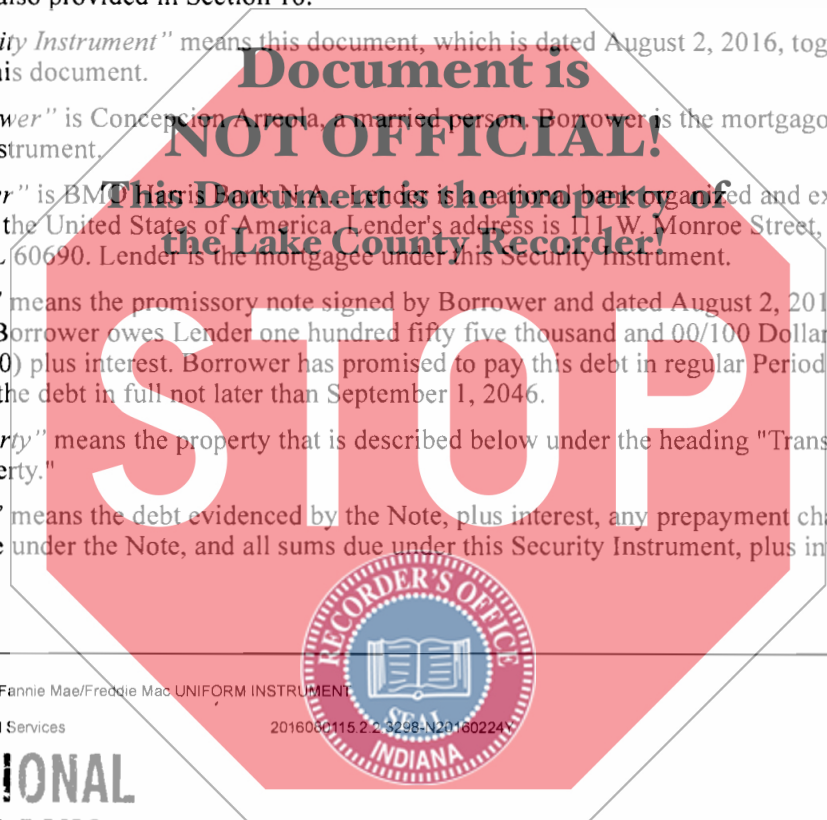 also provided in Section 16.
ity Instrument" means this document, which is dated August 2, 2016, tog
is document.
Document is
wer" is Concepcion Arreola, a married person. Borrower is the mortgago
NOT OFFICIAL!
strument.
r" is BMO Harris Bank N.A.. Lender is a national bank organized and ex
This Document is the property of
the United States of America. Lender's address is 111 W. Monroe Street,
the Lake County Recorder!
60690. Lender is the mortgagee under this Security Instrument.
means the promissory note signed by Borrower and dated August 2, 201
Borrower owes Lender one hundred fifty five thousand and 00/100 Dollar
0) plus interest. Borrower has promised to pay this debt in regular Period
the debt in full not later than September 1, 2046.
STOP
rty" means the property that is described below under the heading "Trans
erty."
means the debt evidenced by the Note, plus interest, any prepayment cha
under the Note, and all sums due under this Security Instrument, plus in
RECORDER'S OFFICE
SEAL
INDIANA
Fannie Mae/Freddie Mac UNIFORM INSTRUMENT
Services
IONAL